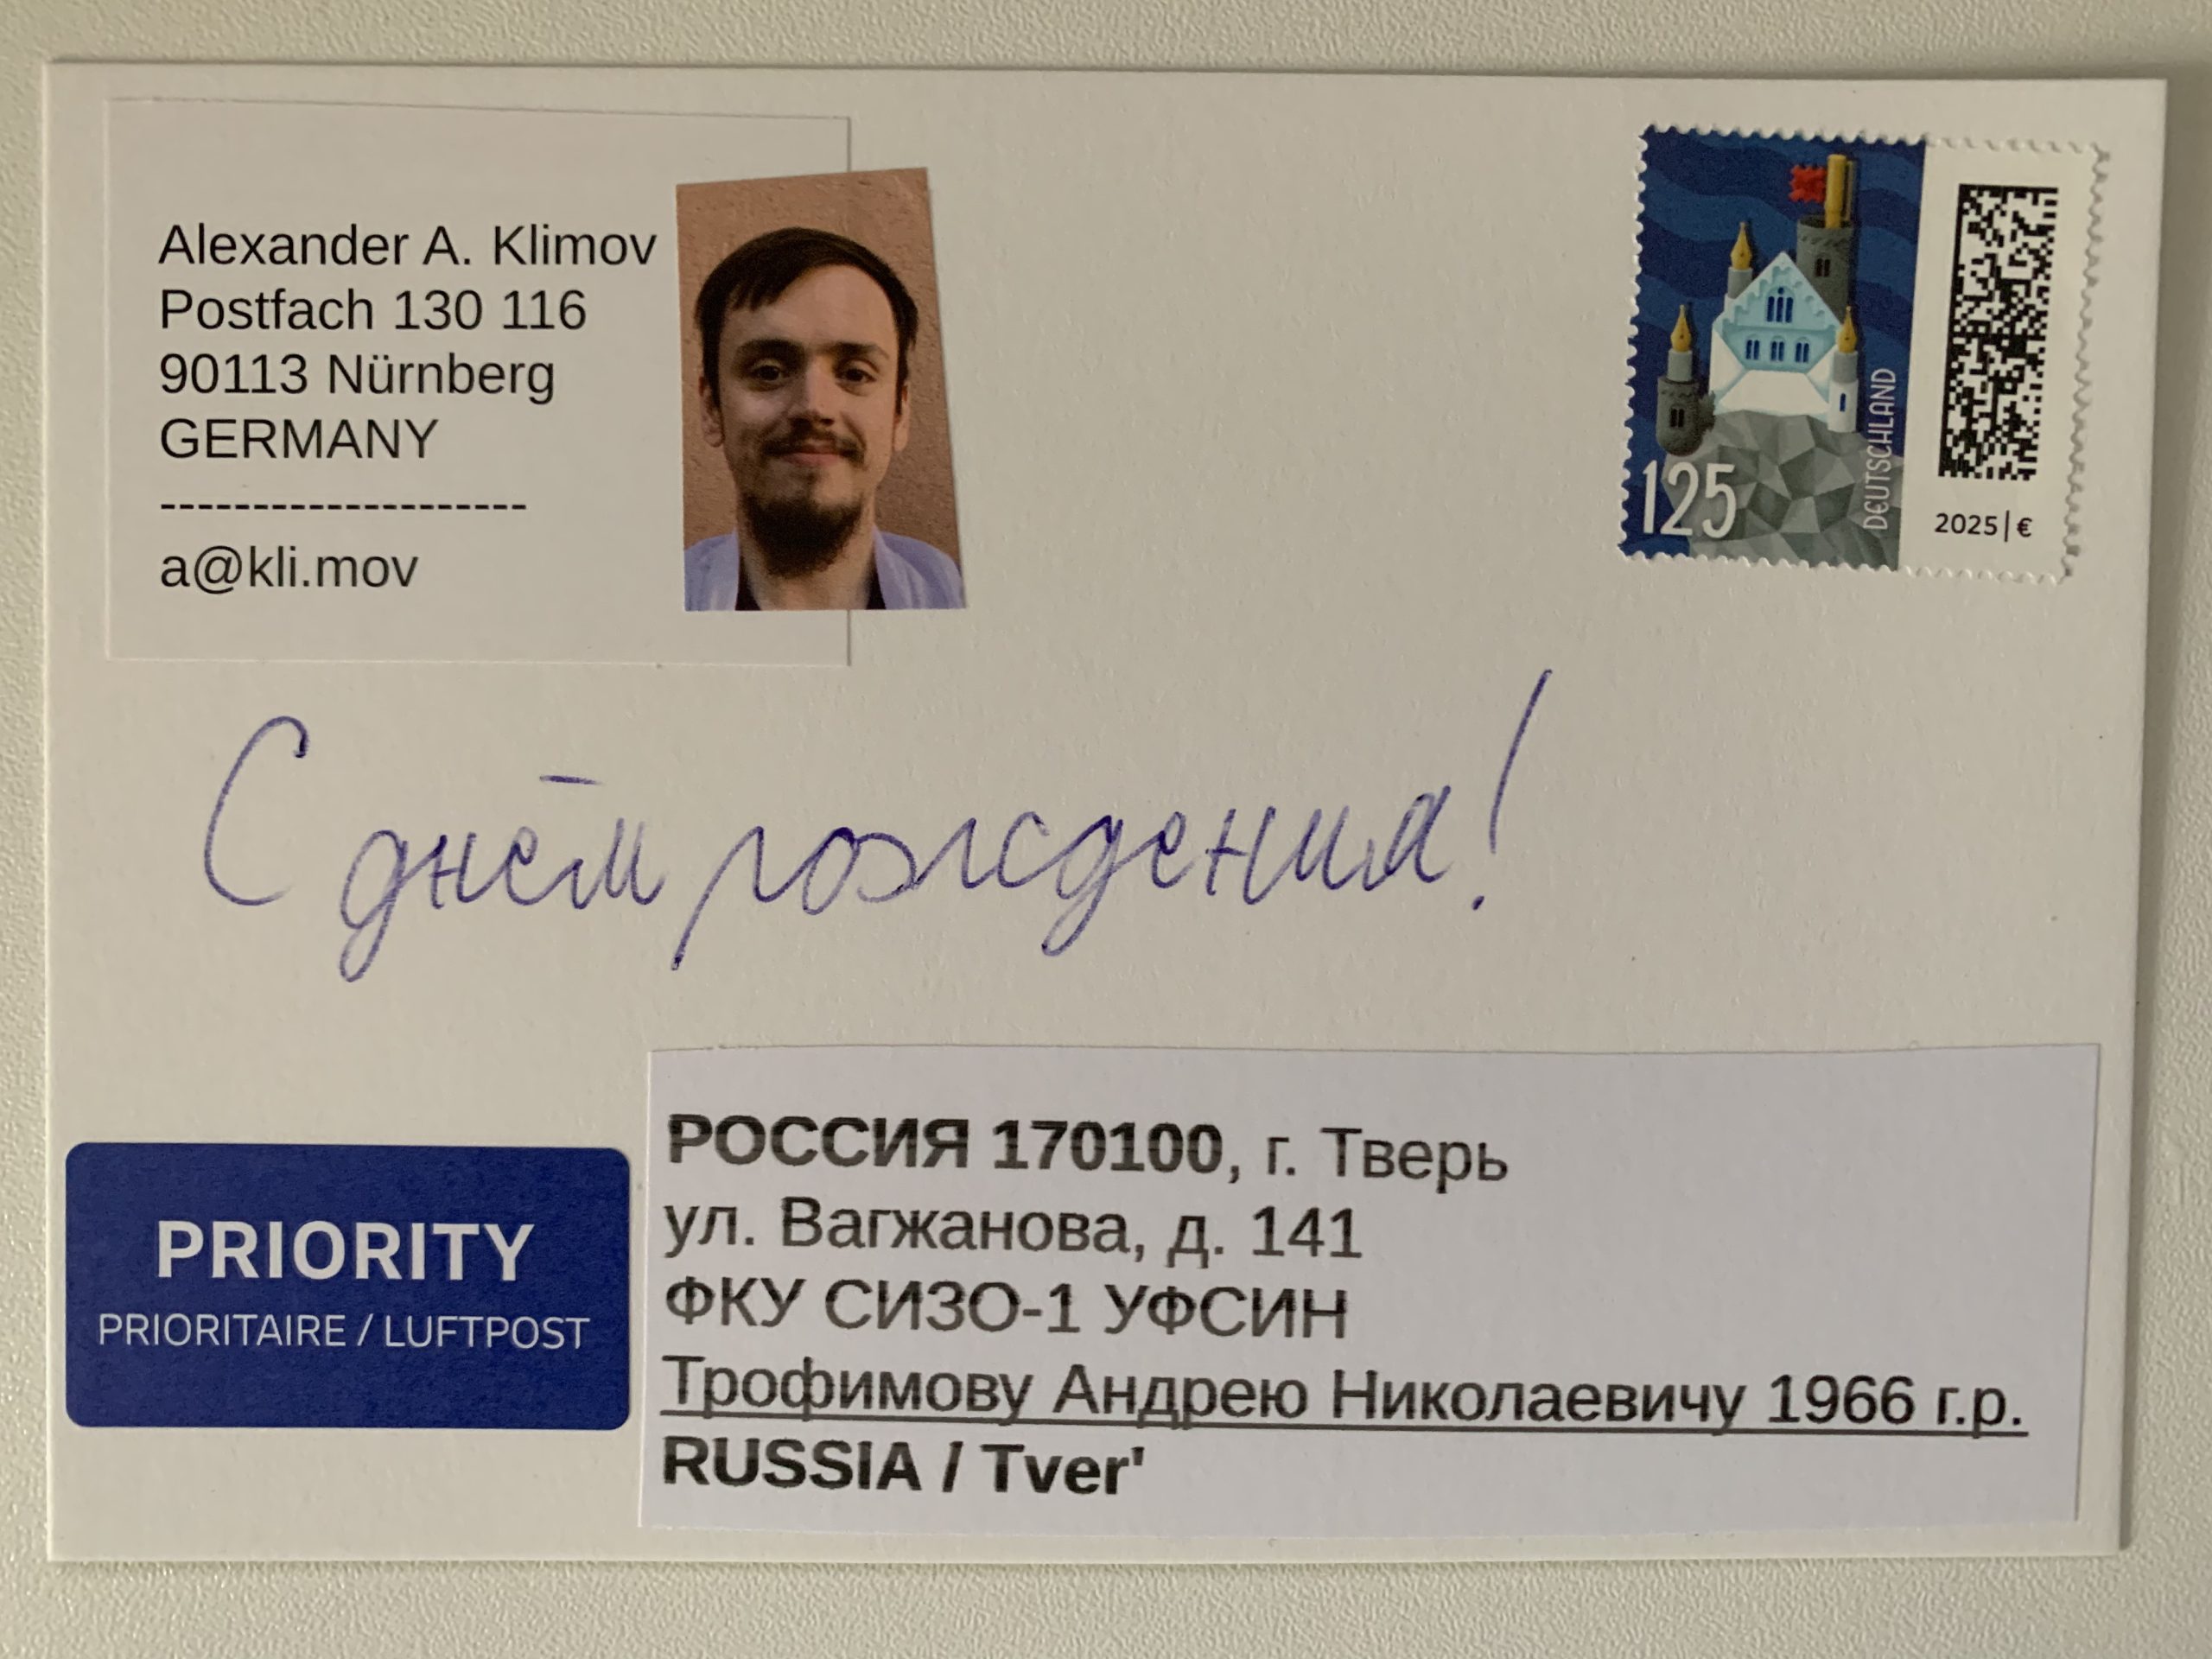 Alexander A. Klimov
Postfach 130 116
90113 Nürnberg
GERMANY
--------------------
a@kli.mov
125
DEUTSCHLAND
2025|€
С днём рождения!
PRIORITY
PRIORITAIRE / LUFTPOST
РОССИЯ 170100, г. Тверь
ул. Вагжанова, д. 141
ФКУ СИЗО-1 УФСИН
Трофимову Андрею Николаевичу 1966 г.р.
RUSSIA / Tver'